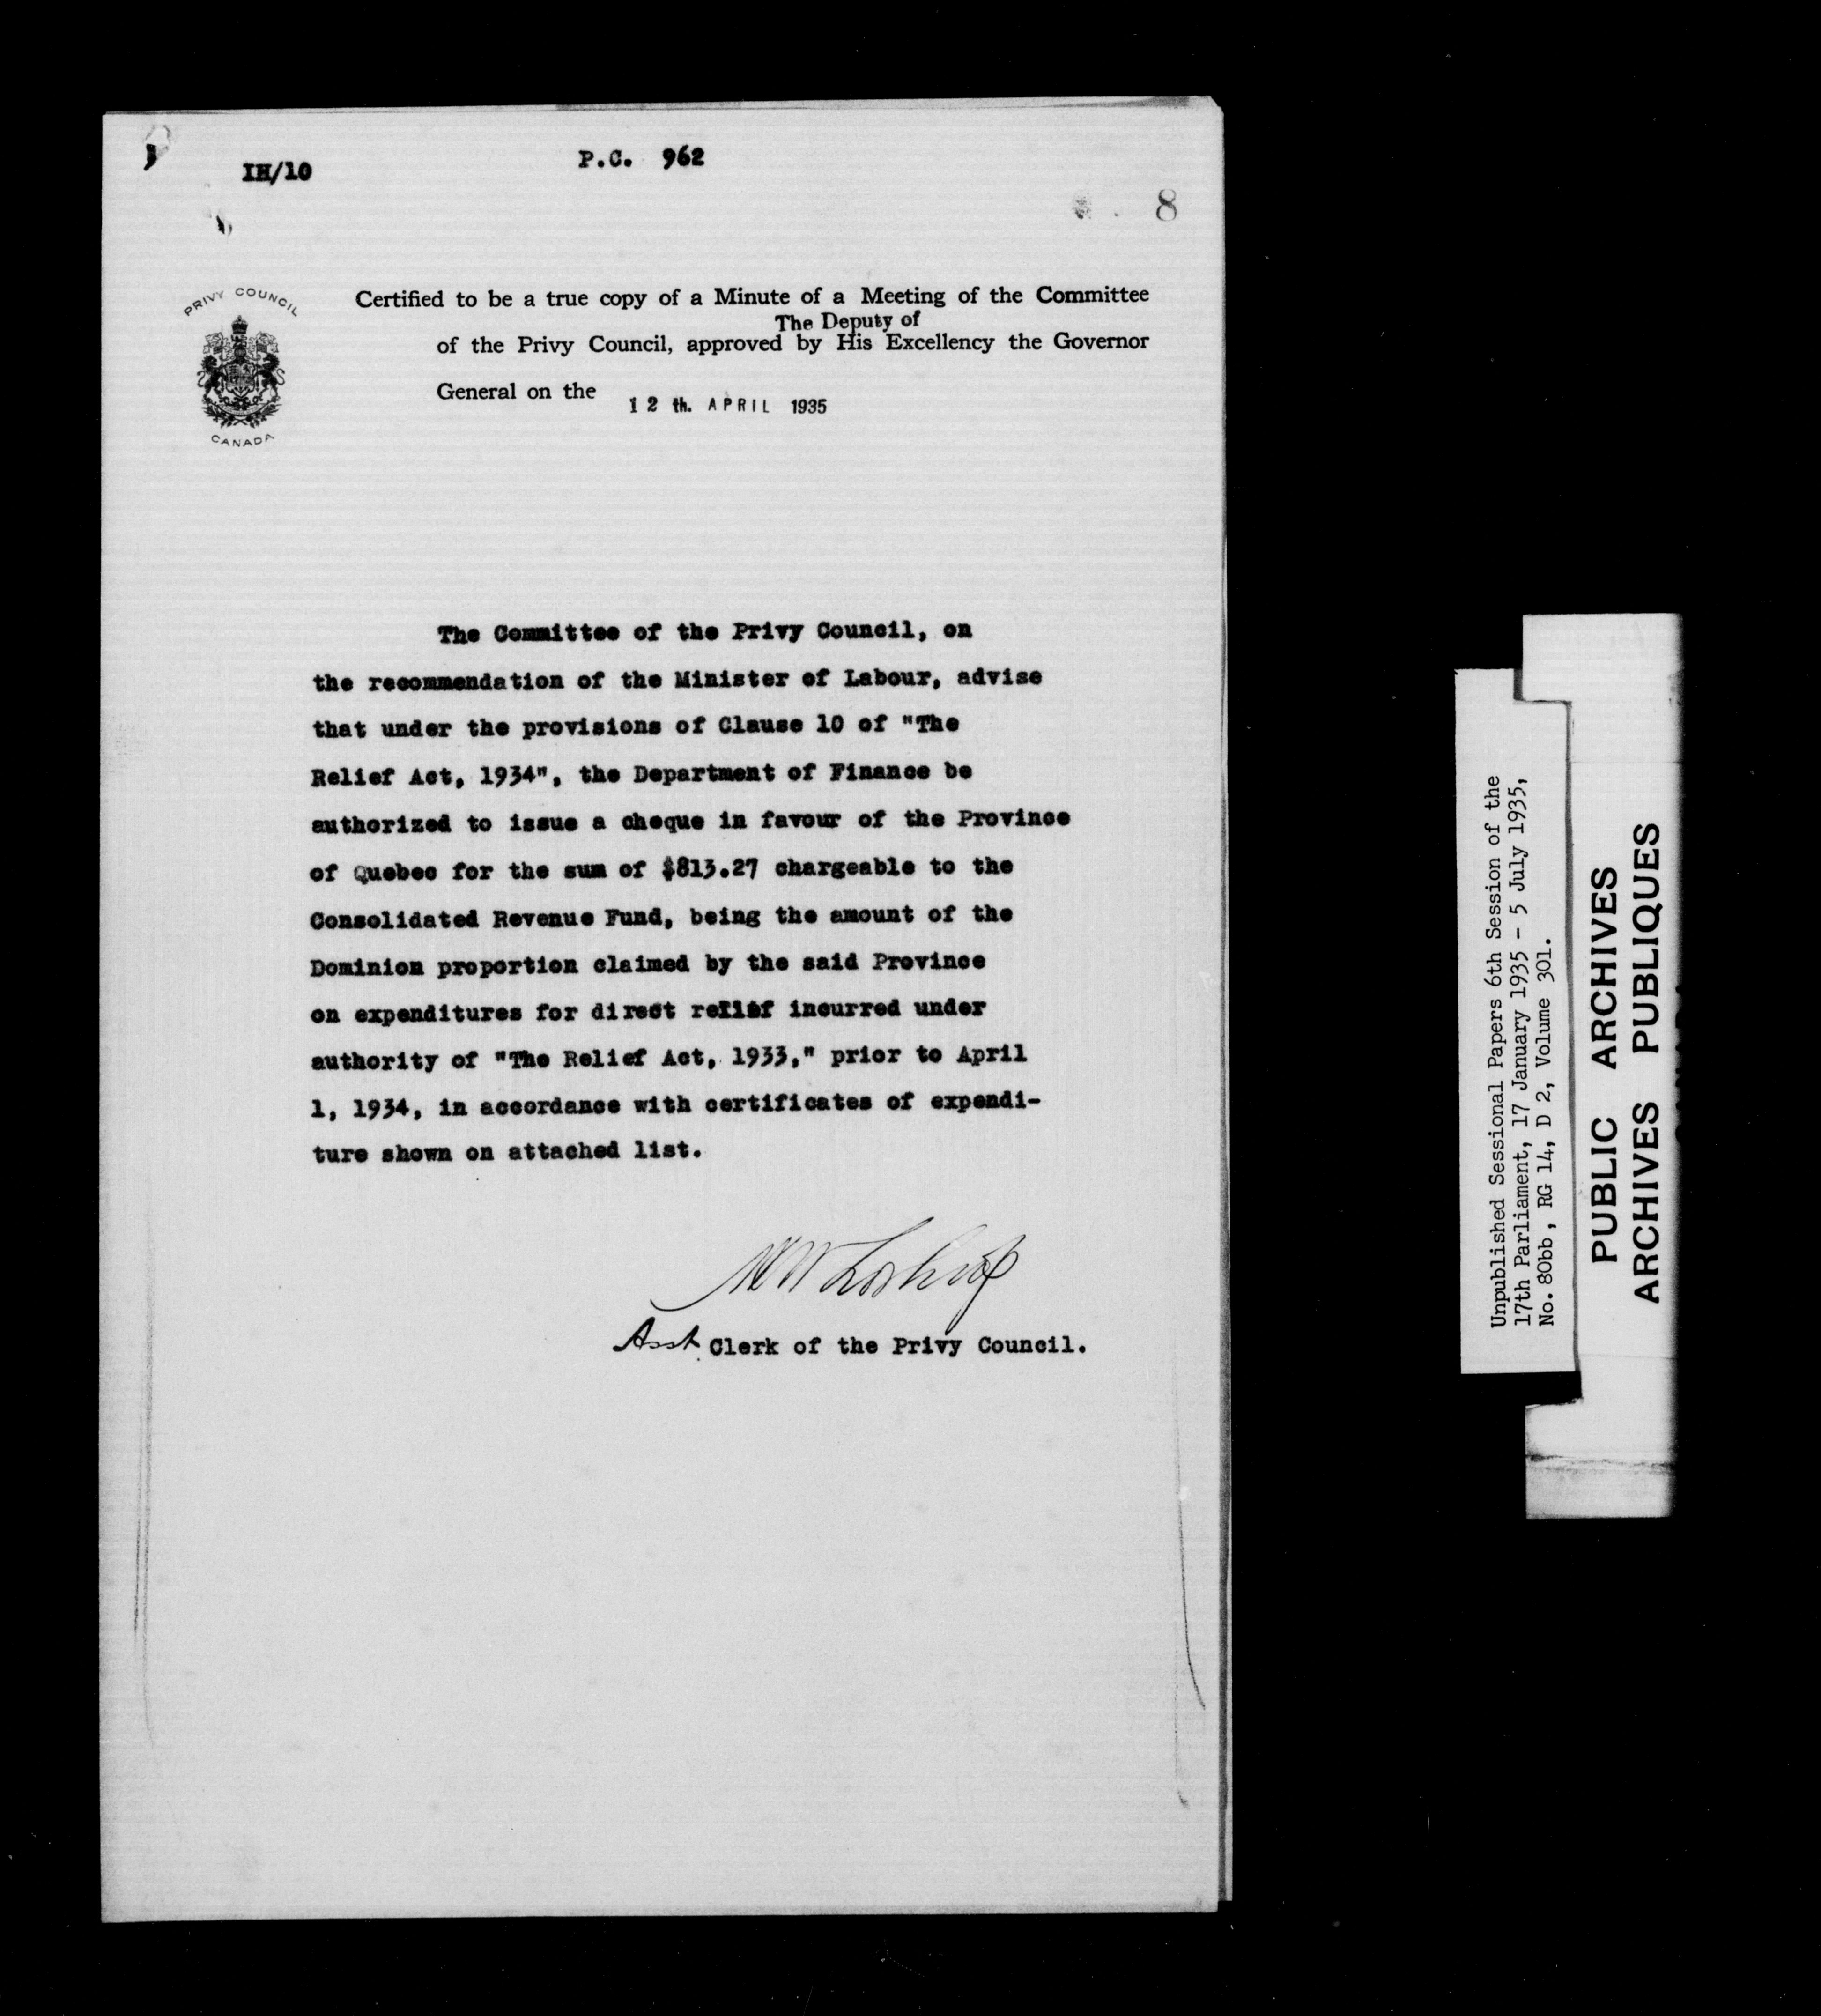 IH/10
P.C. 962
8
PRIVY COUNCIL
CANADA
Certified to be a true copy of a Minute of a Meeting of the Committee
The Deputy of
of the Privy Council, approved by His Excellency the Governor
General on the 12 th. APRIL 1935
The Committee of the Privy Council, on
the recommendation of the Minister of Labour, advise
that under the provisions of Clause 10 of "The
Relief Act, 1934", the Department of Finance be
authorized to issue a cheque in favour of the Province
of Quebec for the sum of $813.27 chargeable to the
Consolidated Revenue Fund, being the amount of the
Dominion proportion claimed by the said Province
on expenditures for direct relief incurred under
authority of "The Relief Act, 1933," prior to April
1, 1934, in accordance with certificates of expendi-
ture shown on attached list.
Asst. Clerk of the Privy Council.
Unpublished Sessional Papers 6th Session of the
17th Parliament, 17 January 1935 - 5 July 1935,
No. 80bb, RG 14, D 2, Volume 301.
PUBLIC ARCHIVES
ARCHIVES PUBLIQUES